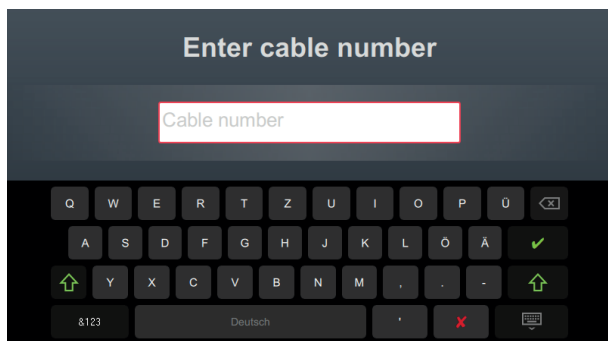 Enter cable number
Cable number
Q W E R T Z U I O P Ü
A S D F G H J K L Ö Ä
Y X C V B N M , . -
&123 Deutsch '